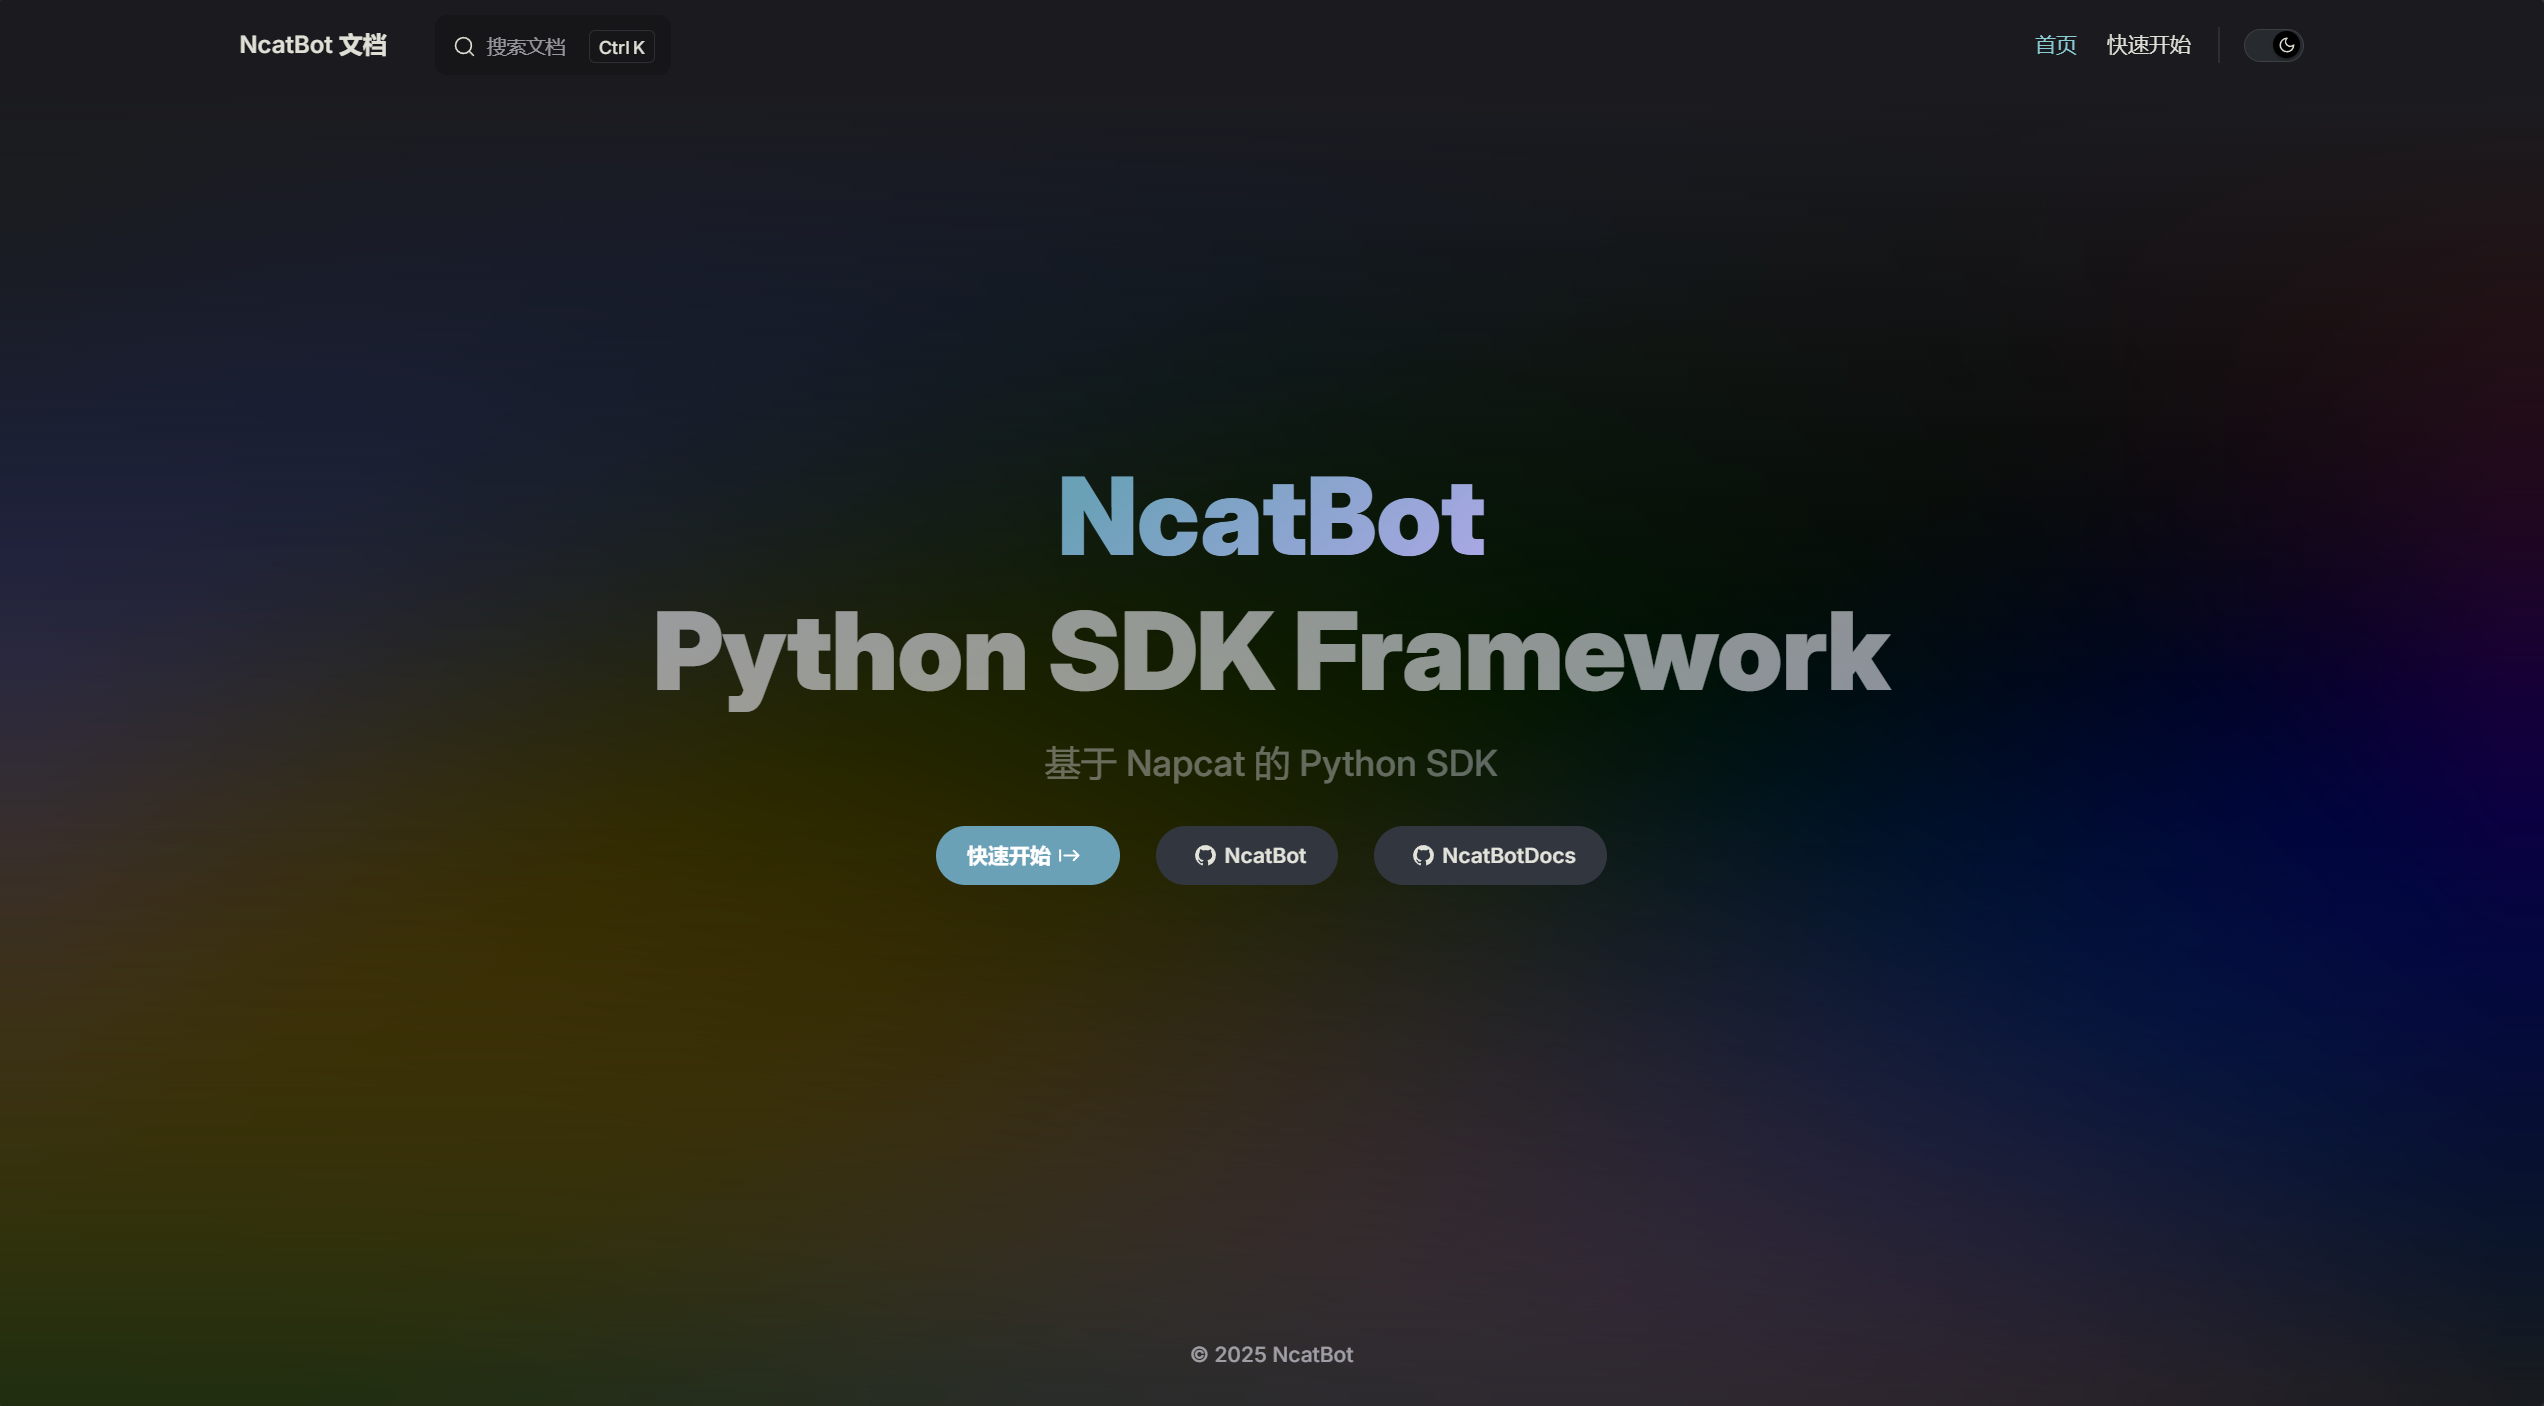 NcatBot 文档
搜索文档 Ctrl K
首页 快速开始
NcatBot
Python SDK Framework
基于 Napcat 的 Python SDK
快速开始
NcatBot
NcatBotDocs
© 2025 NcatBot